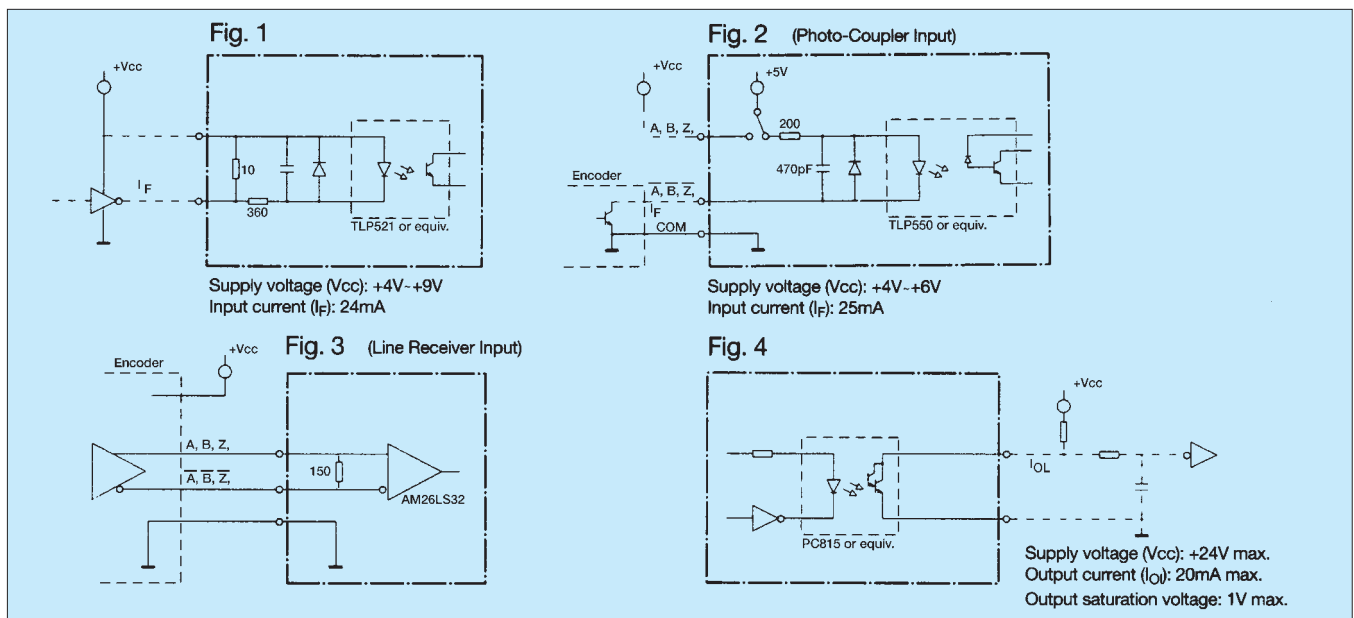 Fig. 1
+Vcc
10
I_F
360
TLP521 or equiv.
Supply voltage (Vcc): +4V~+9V
Input current (I_F): 24mA
Fig. 2 (Photo-Coupler Input)
+Vcc
+5V
A, B, Z,
200
470pF
Encoder
A, B, Z,
I_F
COM
TLP550 or equiv.
Supply voltage (Vcc): +4V~+6V
Input current (I_F): 25mA
Fig. 3 (Line Receiver Input)
Encoder
+Vcc
A, B, Z,
150
A, B, Z,
AM26LS32
Fig. 4
+Vcc
I_OL
PC815 or equiv.
Supply voltage (Vcc): +24V max.
Output current (I_Ol): 20mA max.
Output saturation voltage: 1V max.